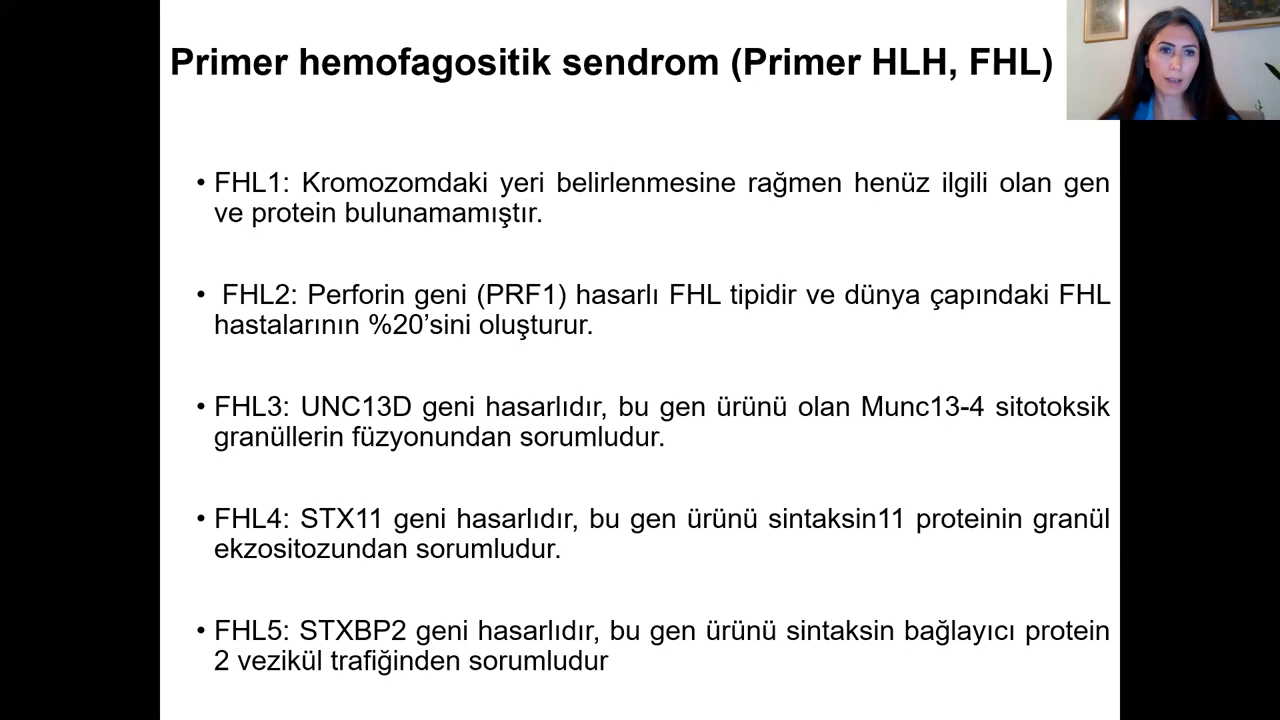 Primer hemofagositik sendrom (Primer HLH, FHL)
• FHL1: Kromozomdaki yeri belirlenmesine rağmen henüz ilgili olan gen
ve protein bulunamamıştır.
• FHL2: Perforin geni (PRF1) hasarlı FHL tipidir ve dünya çapındaki FHL
hastalarının %20’sini oluşturur.
• FHL3: UNC13D geni hasarlıdır, bu gen ürünü olan Munc13-4 sitotoksik
granüllerin füzyonundan sorumludur.
• FHL4: STX11 geni hasarlıdır, bu gen ürünü sintaksin11 proteinin granül
ekzositozundan sorumludur.
• FHL5: STXBP2 geni hasarlıdır, bu gen ürünü sintaksin bağlayıcı protein
2 vezikül trafiğinden sorumludur